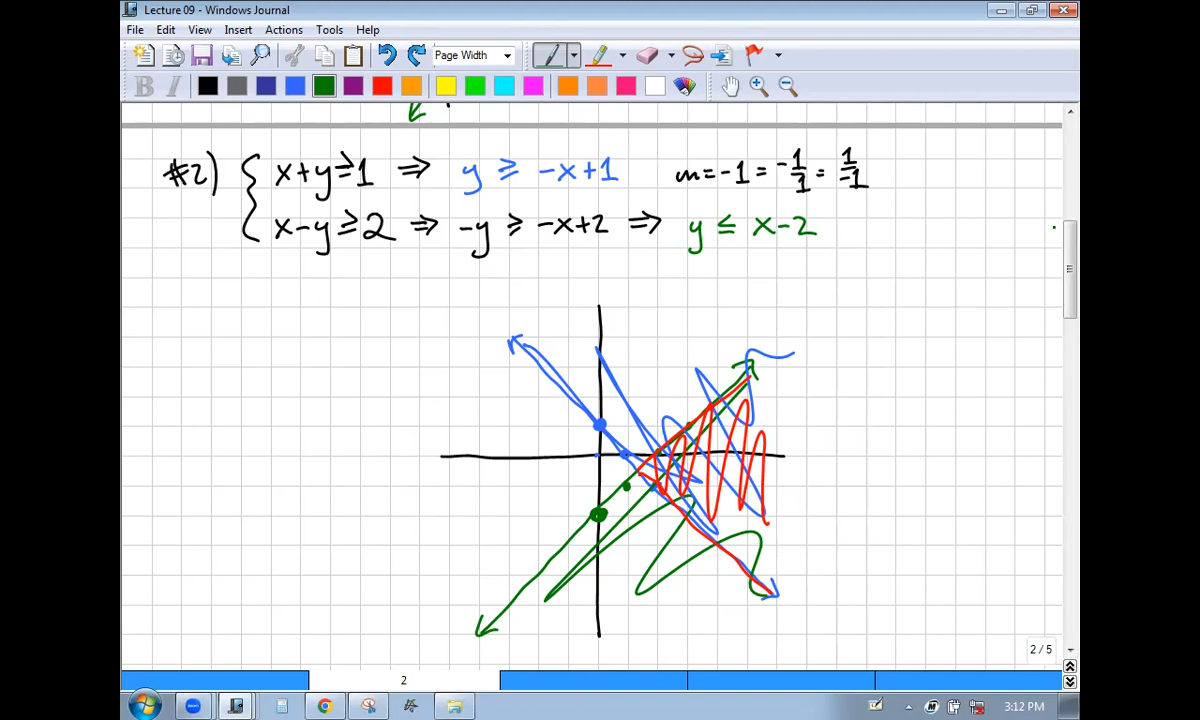 Lecture 09 - Windows Journal
File Edit View Insert Actions Tools Help
Page Width
B I
#2) { x+y≥1 ⇒ y ≥ -x+1 m=-1=-1/1=1/-1
x-y≥2 ⇒ -y ≥ -x+2 ⇒ y ≤ x-2
2 / 5
2
3:12 PM